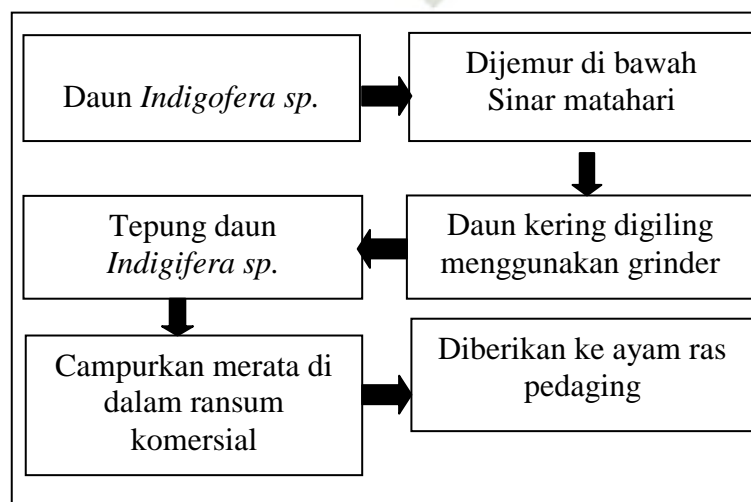 Daun Indigofera sp.
Dijemur di bawah
Sinar matahari
Daun kering digiling
menggunakan grinder
Tepung daun
Indigifera sp.
Campurkan merata di
dalam ransum
komersial
Diberikan ke ayam ras
pedaging